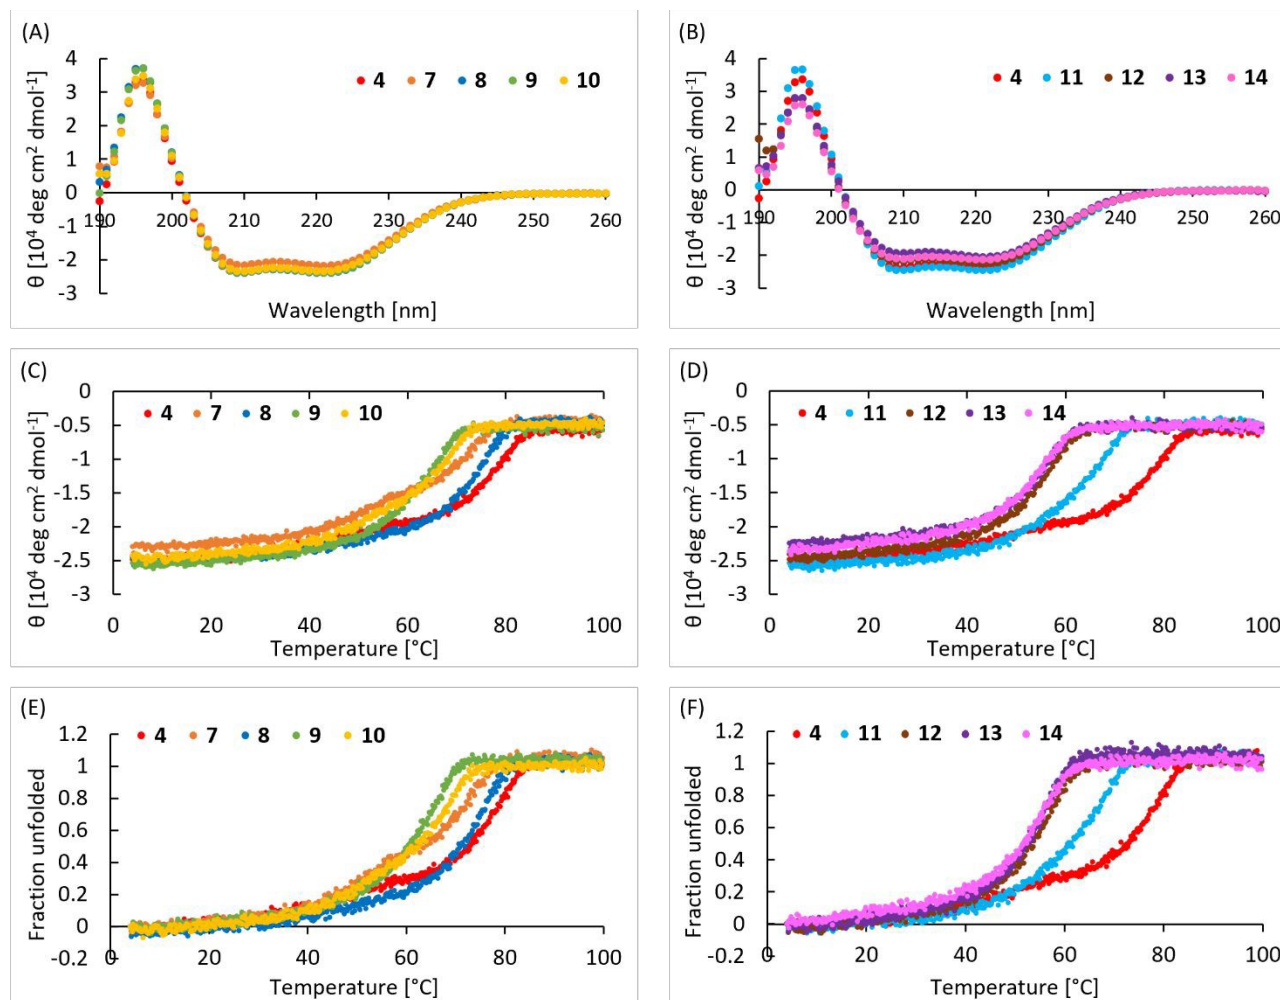 (A)
4
3
2
1
0
-1
-2
-3
190 200 210 220 230 240 250 260
4 7 8 9 10
θ [10⁴ deg cm² dmol⁻¹]
Wavelength [nm]
(B)
4
3
2
1
0
-1
-2
-3
190 200 210 220 230 240 250 260
4 11 12 13 14
θ [10⁴ deg cm² dmol⁻¹]
Wavelength [nm]
(C)
0
-0.5
-1
-1.5
-2
-2.5
-3
4 7 8 9 10
0 20 40 60 80 100
θ [10⁴ deg cm² dmol⁻¹]
Temperature [°C]
(D)
0
-0.5
-1
-1.5
-2
-2.5
-3
4 11 12 13 14
0 20 40 60 80 100
θ [10⁴ deg cm² dmol⁻¹]
Temperature [°C]
(E)
1.2
1
0.8
0.6
0.4
0.2
0
-0.2
4 7 8 9 10
0 20 40 60 80 100
Fraction unfolded
Temperature [°C]
(F)
1.2
1
0.8
0.6
0.4
0.2
0
-0.2
4 11 12 13 14
0 20 40 60 80 100
Fraction unfolded
Temperature [°C]